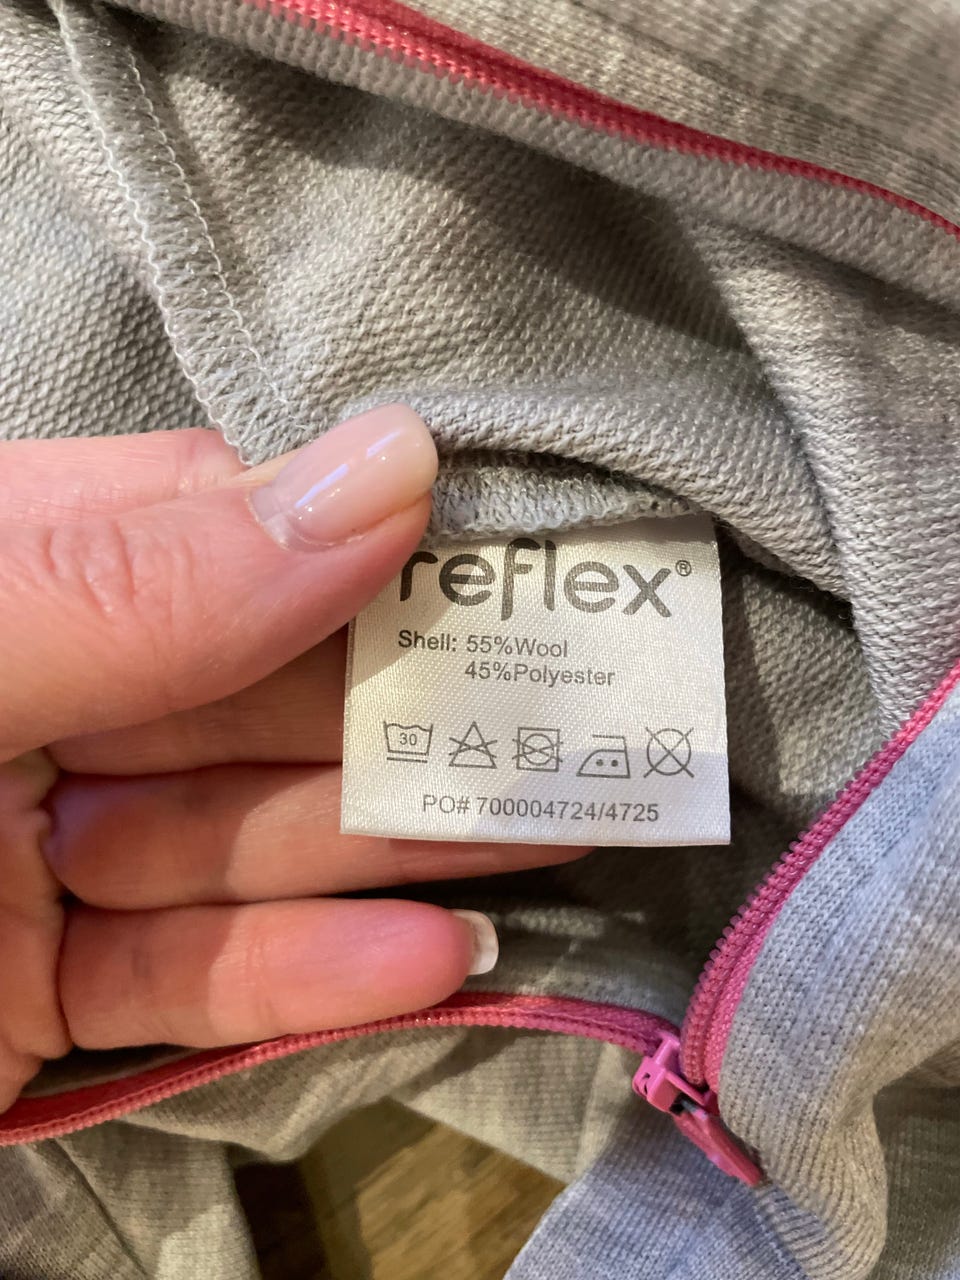 reflex®
Shell: 55%Wool
45%Polyester
30
PO# 700004724/4725